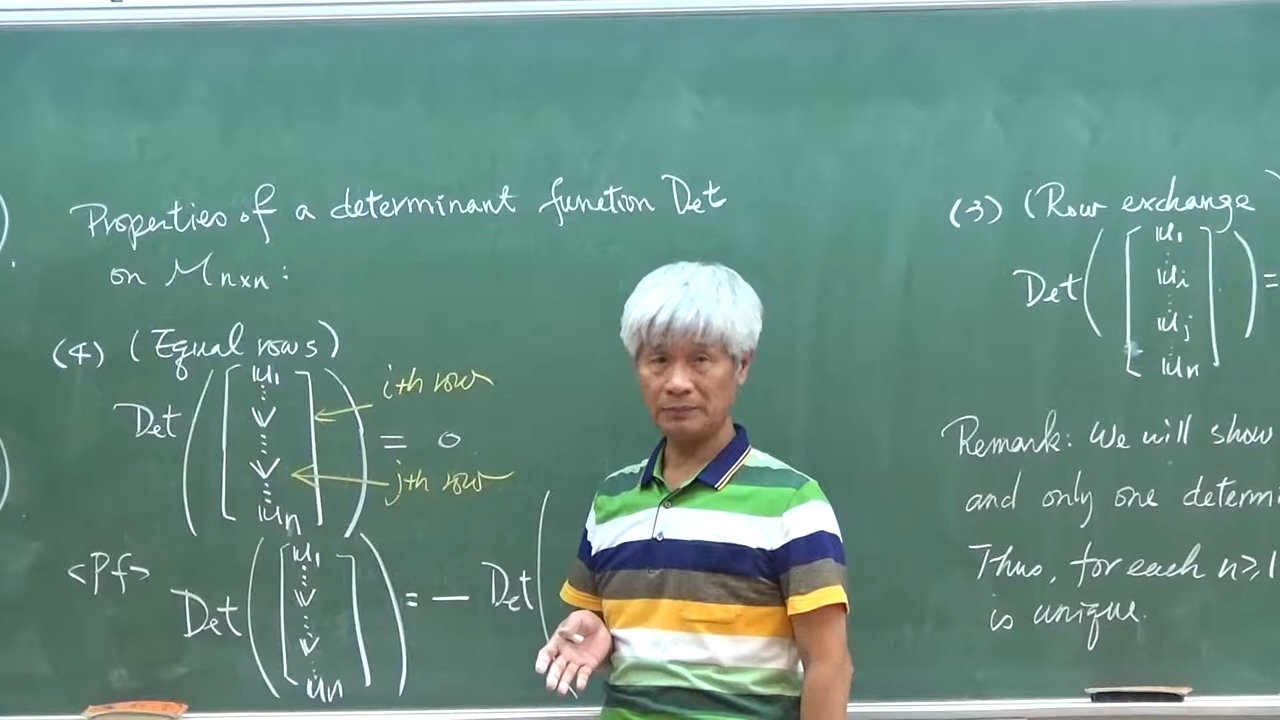 Properties of a determinant function Det
on M n×n :
(4) (Equal rows)
Det ( [ u₁ ⋮ v ⋮ v ⋮ uₙ ] ) = 0
ith row
jth row
<Pf> Det ( [ u₁ ⋮ v ⋮ v ⋮ uₙ ] ) = − Det (
(3) (Row exchange
Det ( [ u₁ ⋮ uᵢ ⋮ uⱼ ⋮ uₙ ] ) =
Remark: We will show
and only one determi
Thus, for each n ≥ 1
is unique.